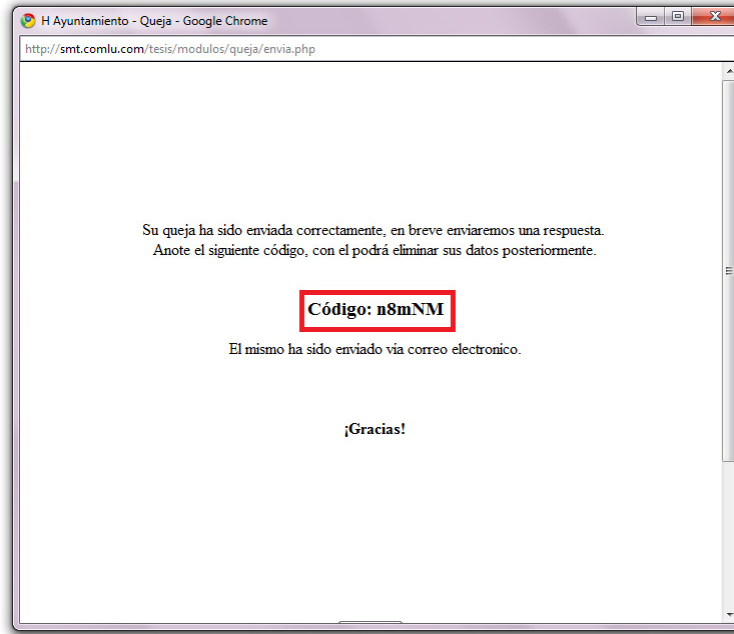 H Ayuntamiento - Queja - Google Chrome
http://smt.comlu.com/tesis/modulos/queja/envia.php
Su queja ha sido enviada correctamente, en breve enviaremos una respuesta.
Anote el siguiente código, con el podrá eliminar sus datos posteriormente.
Código: n8mNM
El mismo ha sido enviado via correo electronico.
¡Gracias!